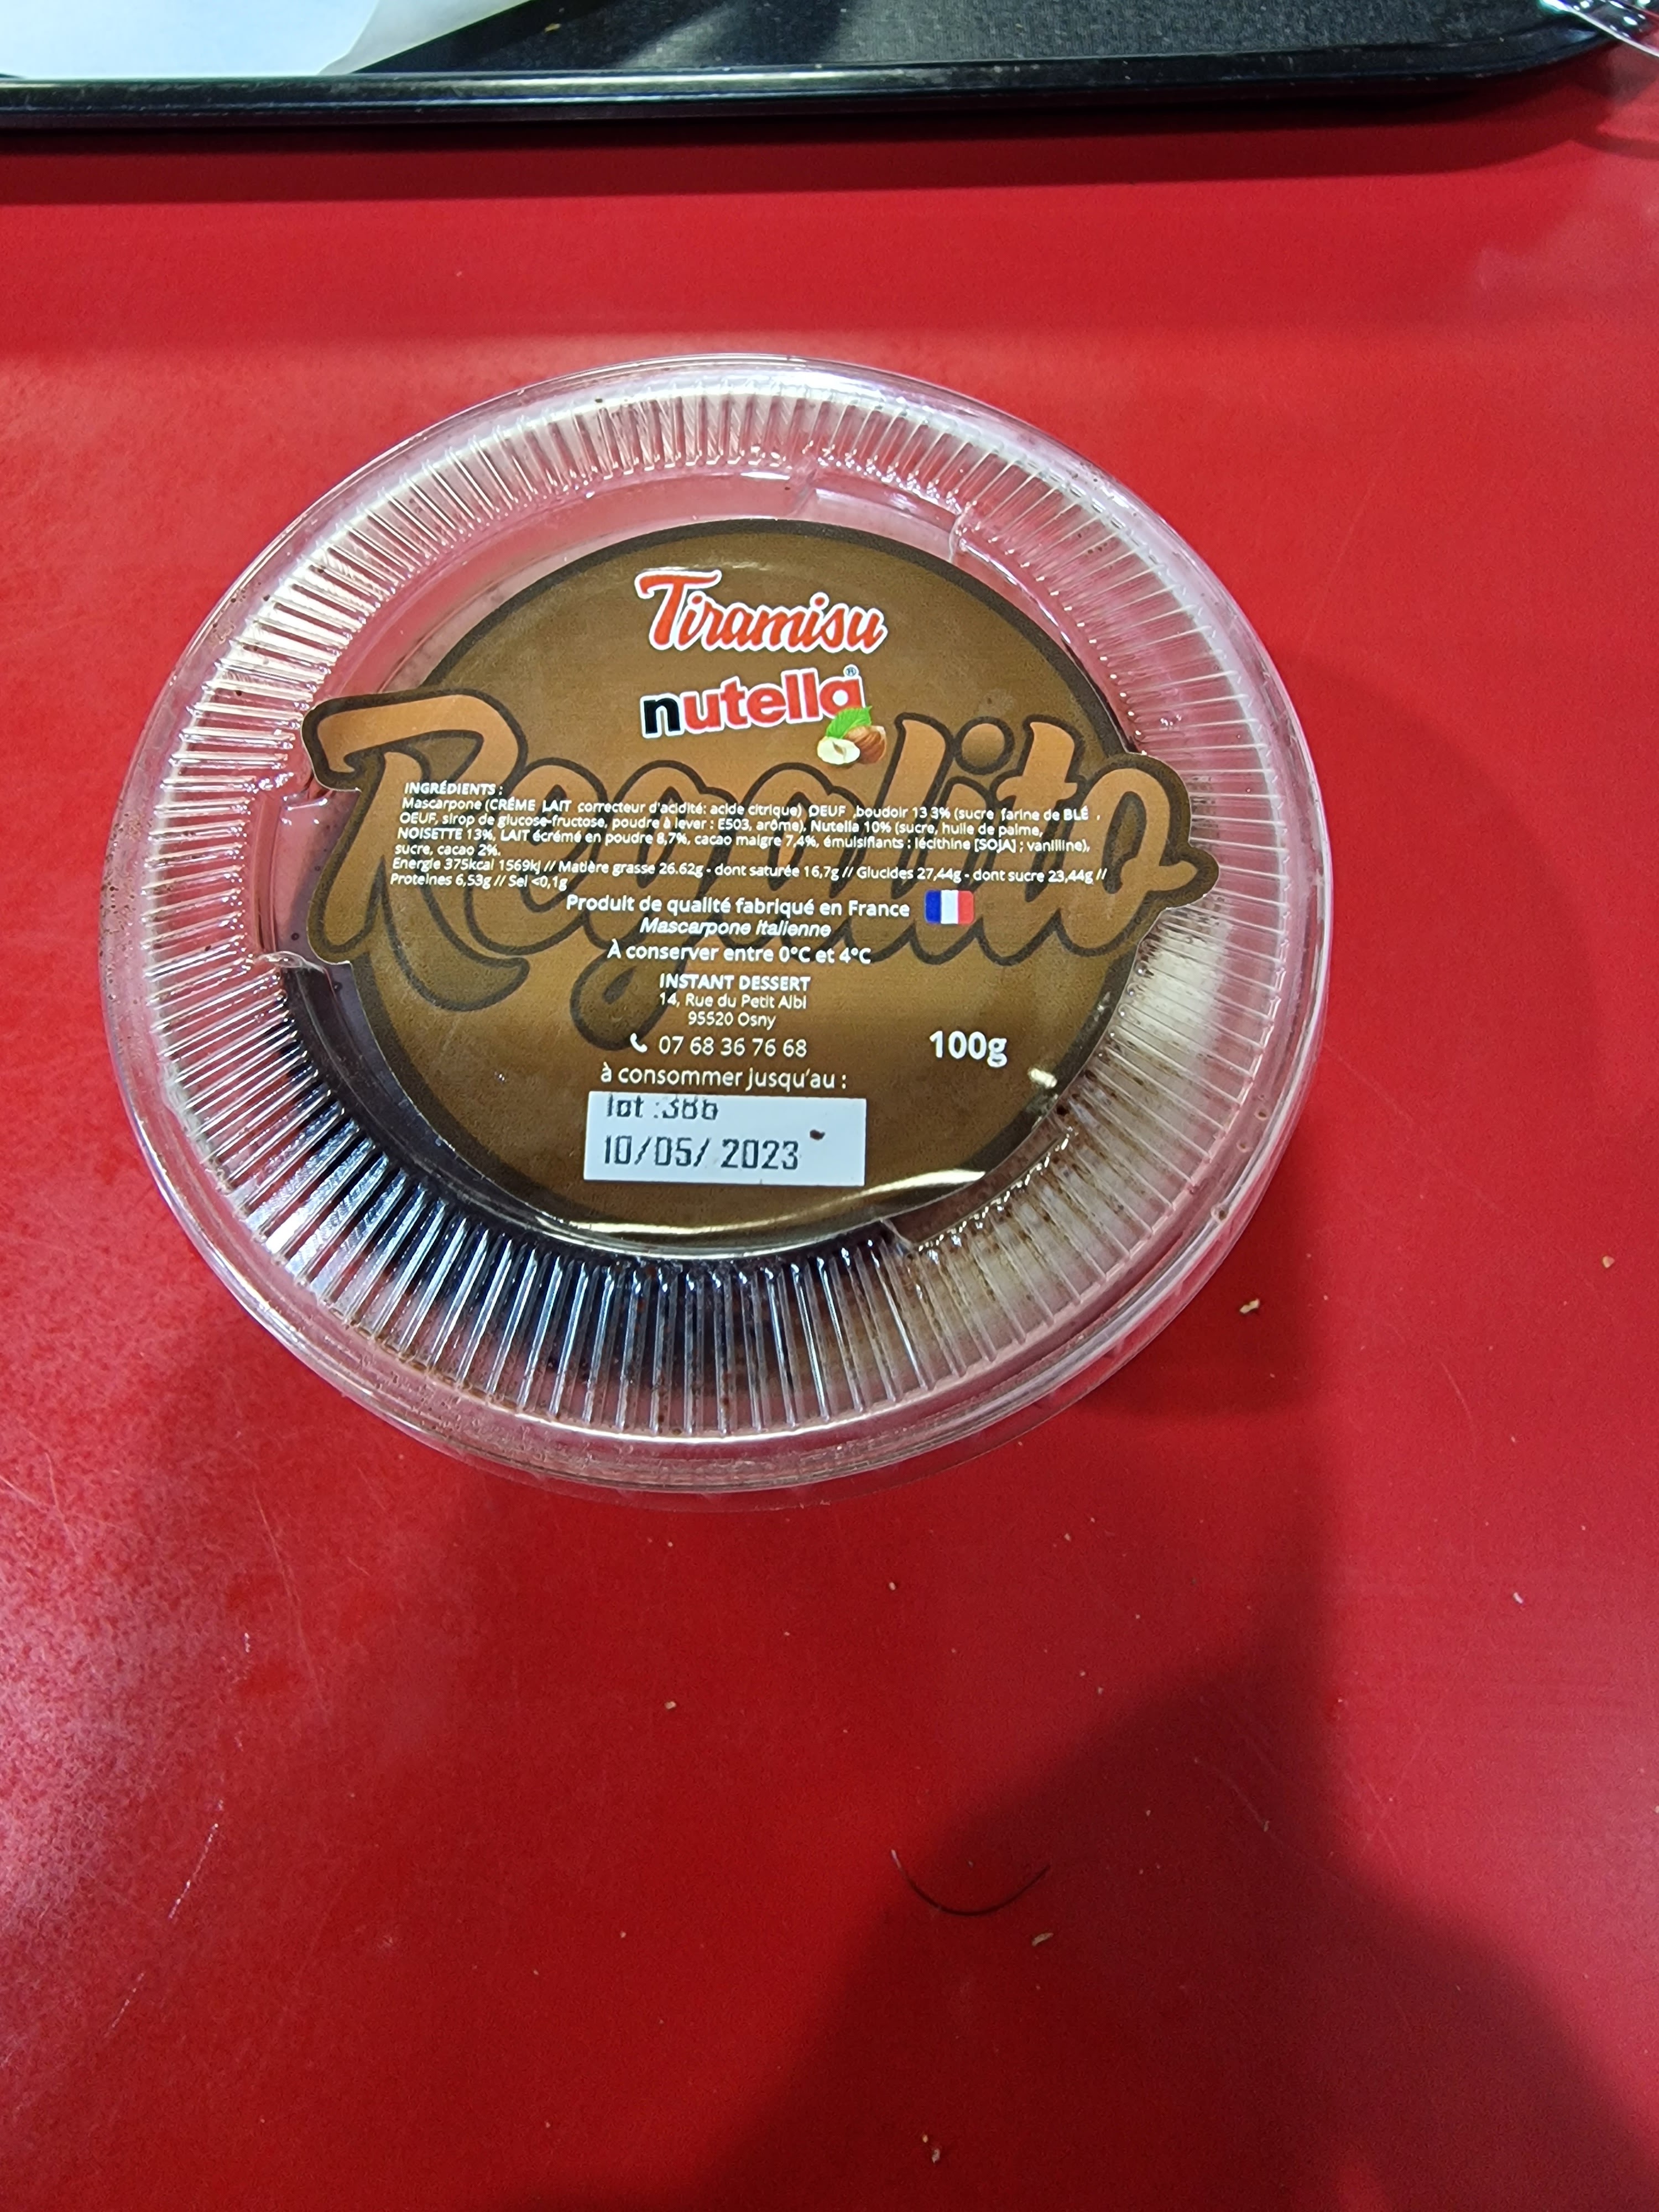 Tiramisu
nutella®
Regalito
INGRÉDIENTS :
Mascarpone (CRÉME LAIT correcteur d'acidité: acide citrique) OEUF ,boudoir 13 3% (sucre farine de BLÉ ,
OEUF, sirop de glucose-fructose, poudre à lever : E503, arôme), Nutella 10% (sucre, huile de palme,
NOISETTE 13%, LAIT écrémé en poudre 8,7%, cacao maigre 7,4%, émulsifiants : lécithine [SOJA] ; vanilline),
sucre, cacao 2%.
Energie 375kcal 1569kj // Matière grasse 26.62g - dont saturée 16,7g // Glucides 27,44g - dont sucre 23,44g //
Proteines 6,53g // Sel <0,1g
Produit de qualité fabriqué en France
Mascarpone Italienne
À conserver entre 0°C et 4°C
INSTANT DESSERT
14, Rue du Petit Albi
95520 Osny
07 68 36 76 68
100g
à consommer jusqu'au :
lot :386
10/05/ 2023